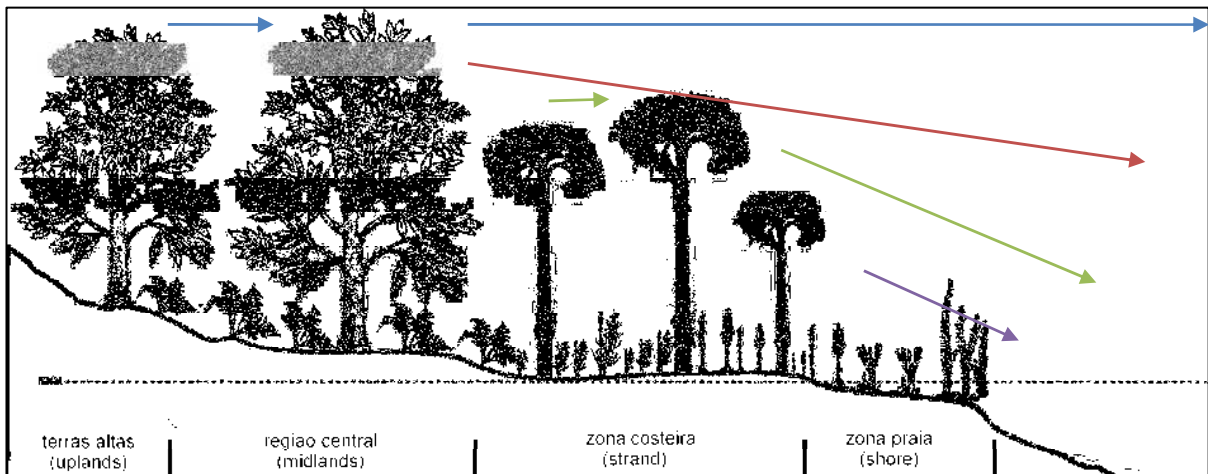 terras altas
(uplands)
regiao central
(midlands)
zona costeira
(strand)
zona praia
(shore)